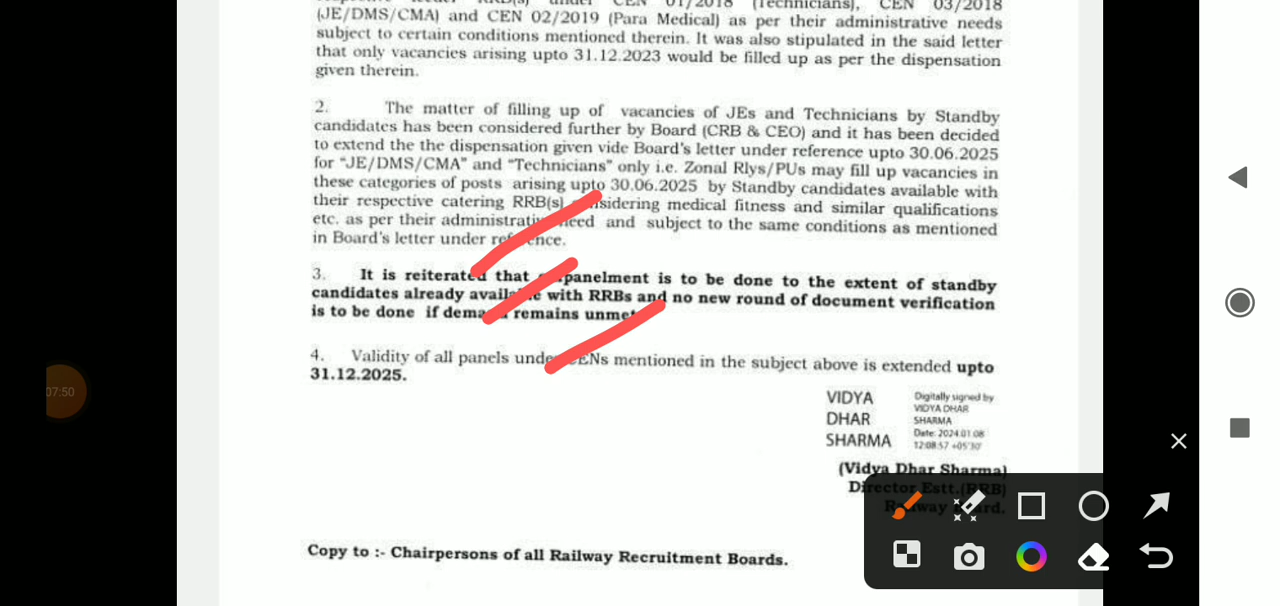 RRB(s) under CEN 01/2018 (Technicians), CEN 03/2018
(JE/DMS/CMA) and CEN 02/2019 (Para Medical) as per their administrative needs
subject to certain conditions mentioned therein. It was also stipulated in the said letter
that only vacancies arising upto 31.12.2023 would be filled up as per the dispensation
given therein.
2. The matter of filling up of vacancies of JEs and Technicians by Standby
candidates has been considered further by Board (CRB & CEO) and it has been decided
to extend the the dispensation given vide Board's letter under reference upto 30.06.2025
for "JE/DMS/CMA" and "Technicians" only i.e. Zonal Rlys/PUs may fill up vacancies in
these categories of posts arising upto 30.06.2025 by Standby candidates available with
their respective catering RRB(s) considering medical fitness and similar qualifications
etc. as per their administrative need and subject to the same conditions as mentioned
in Board's letter under reference.
3. It is reiterated that empanelment is to be done to the extent of standby
candidates already available with RRBs and no new round of document verification
is to be done if demand remains unmet
4. Validity of all panels under CENs mentioned in the subject above is extended upto
31.12.2025.
VIDYA
DHAR
SHARMA
Digitally signed by
VIDYA DHAR
SHARMA
Date: 2024.01.08
12:08:57 +05'30'
(Vidya Dhar Sharma)
Director Estt.(RRB)
Railway Board.
Copy to :- Chairpersons of all Railway Recruitment Boards.
07:50